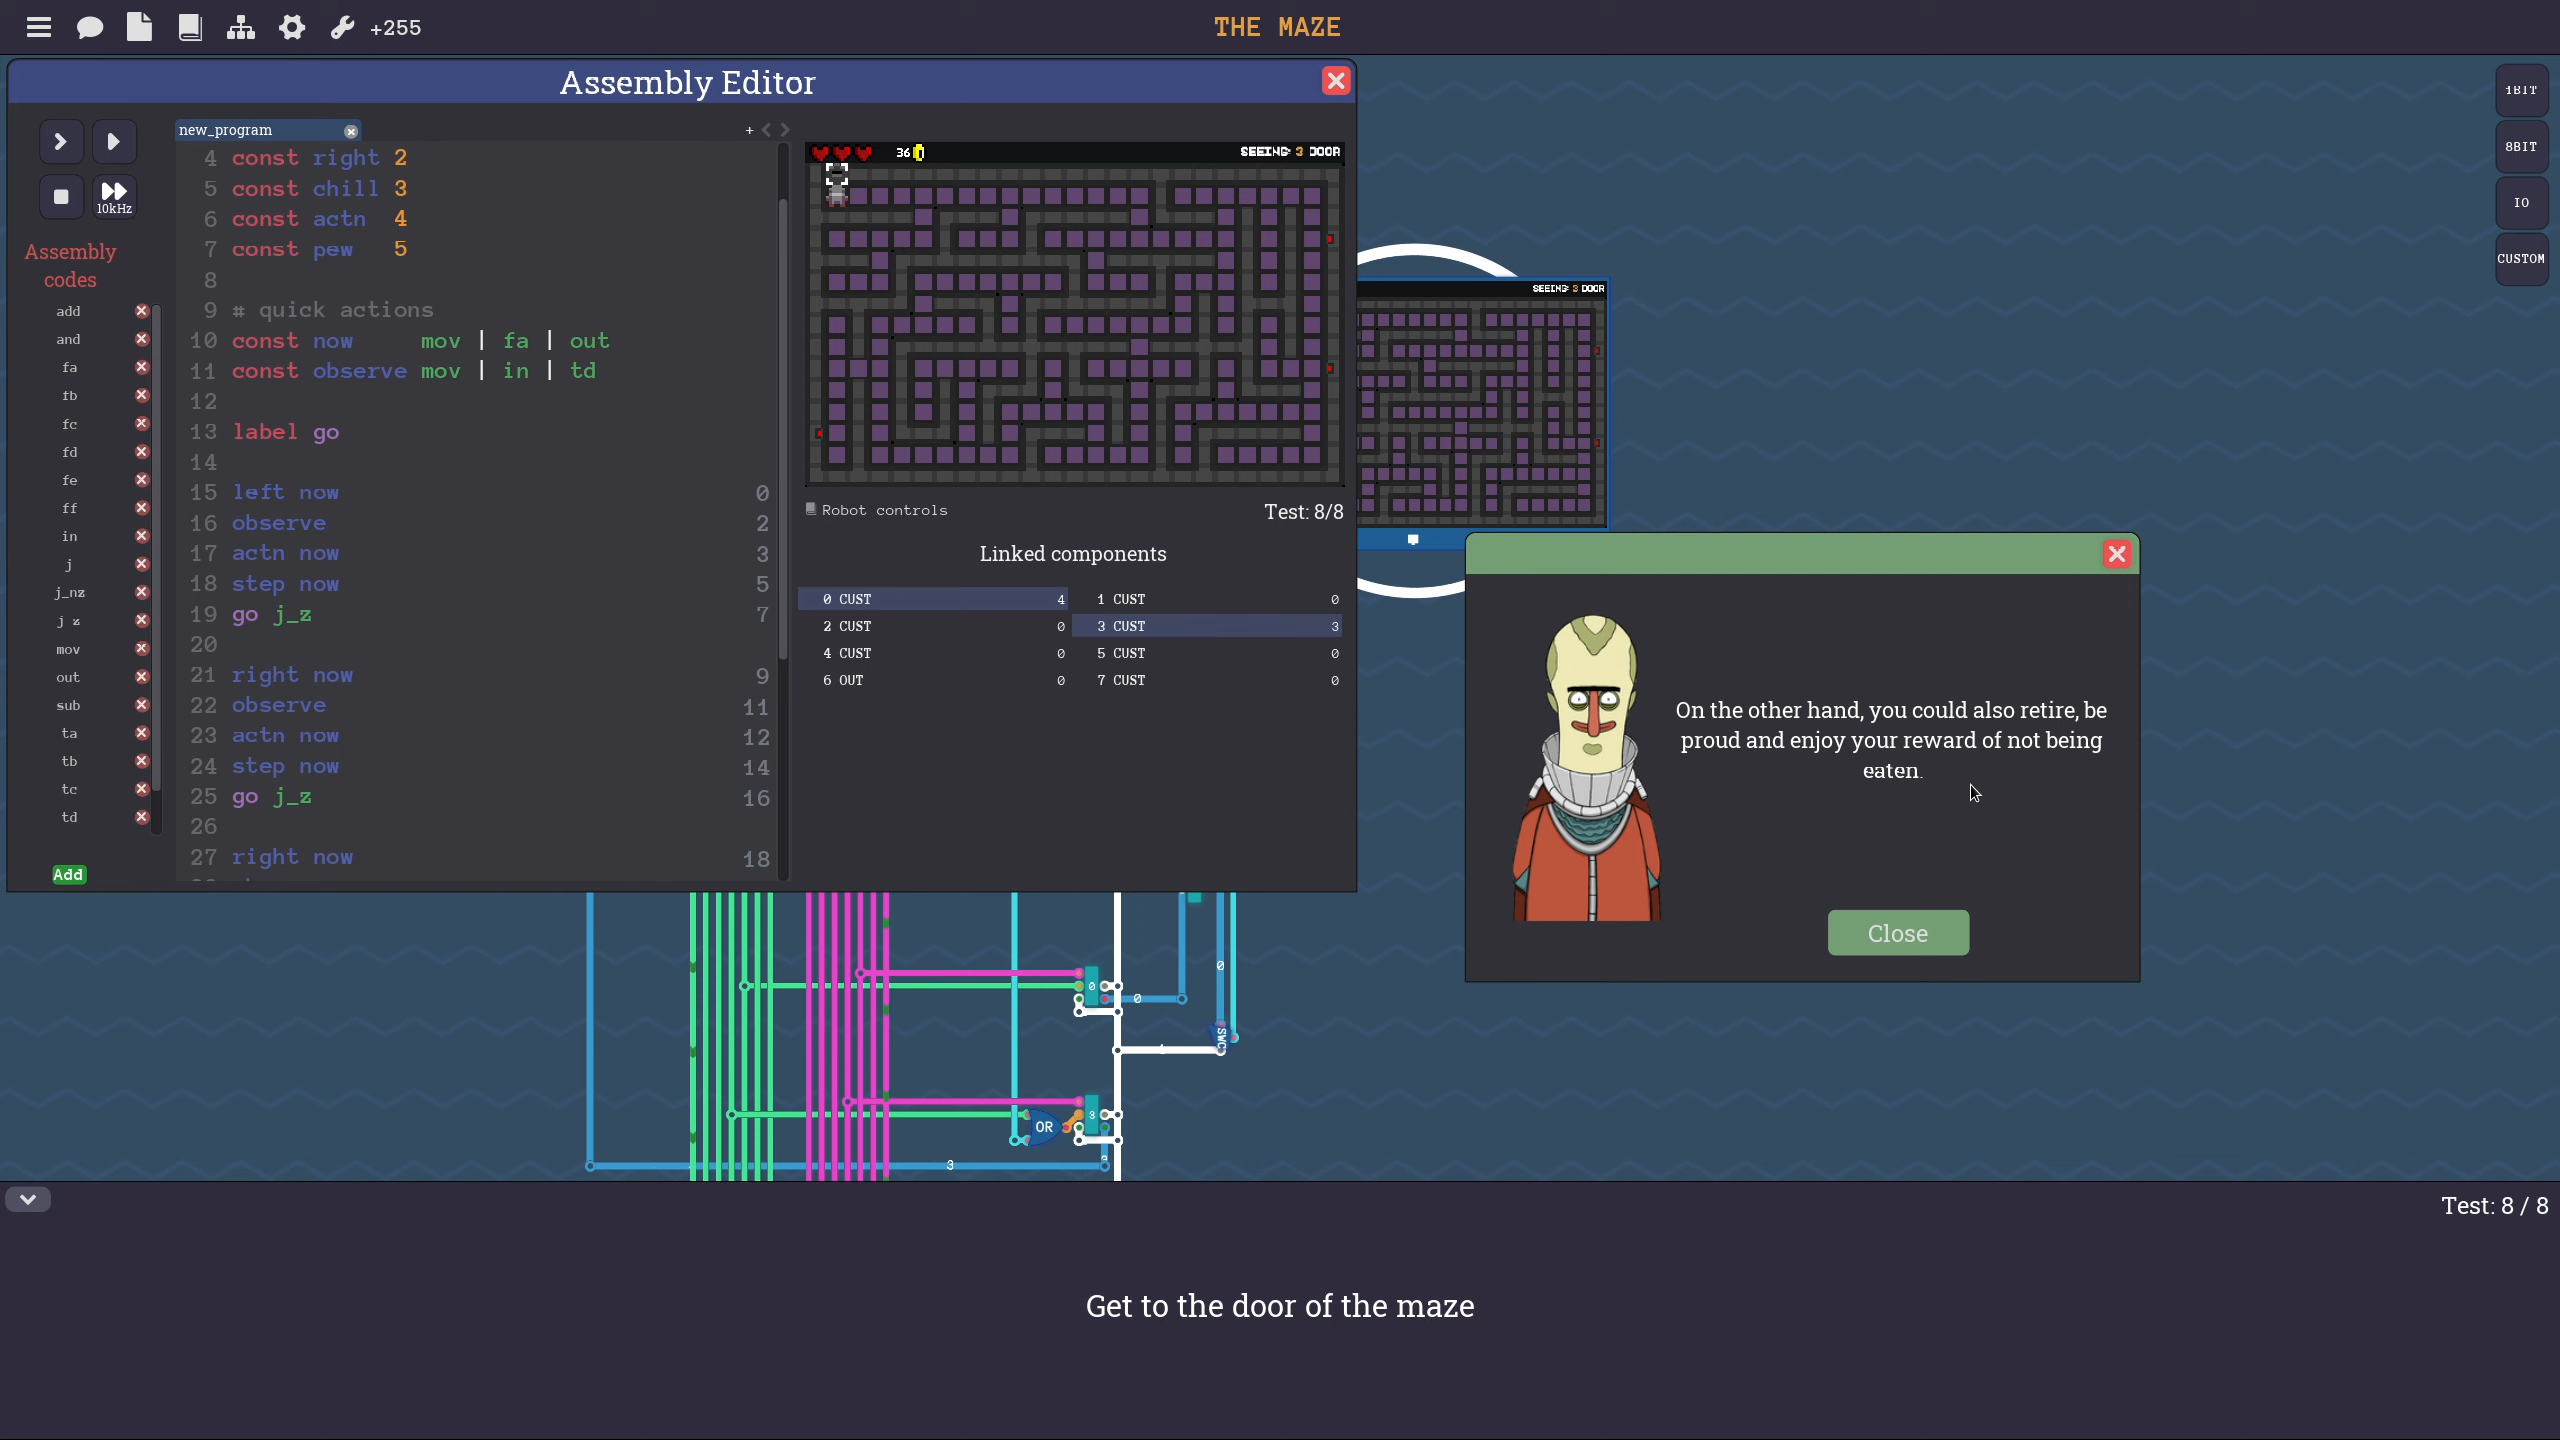 +255
THE MAZE
1BIT
8BIT
IO
CUSTOM
Assembly Editor
new_program
+
10kHz
Assembly
codes
add
and
fa
fb
fc
fd
fe
ff
in
j
j_nz
j z
mov
out
sub
ta
tb
tc
td
Add
4 const right 2
5 const chill 3
6 const actn 4
7 const pew 5
8
9 # quick actions
10 const now mov | fa | out
11 const observe mov | in | td
12
13 label go
14
15 left now 0
16 observe 2
17 actn now 3
18 step now 5
19 go j_z 7
20
21 right now 9
22 observe 11
23 actn now 12
24 step now 14
25 go j_z 16
26
27 right now 18
36
SEEING: 3 DOOR
Robot controls
Test: 8/8
Linked components
0 CUST 4
1 CUST 0
2 CUST 0
3 CUST 3
4 CUST 0
5 CUST 0
6 OUT 0
7 CUST 0
SEEING: 3 DOOR
On the other hand, you could also retire, be
proud and enjoy your reward of not being
eaten.
Close
0
0
0
SWC
OR
3
3
Test: 8 / 8
Get to the door of the maze